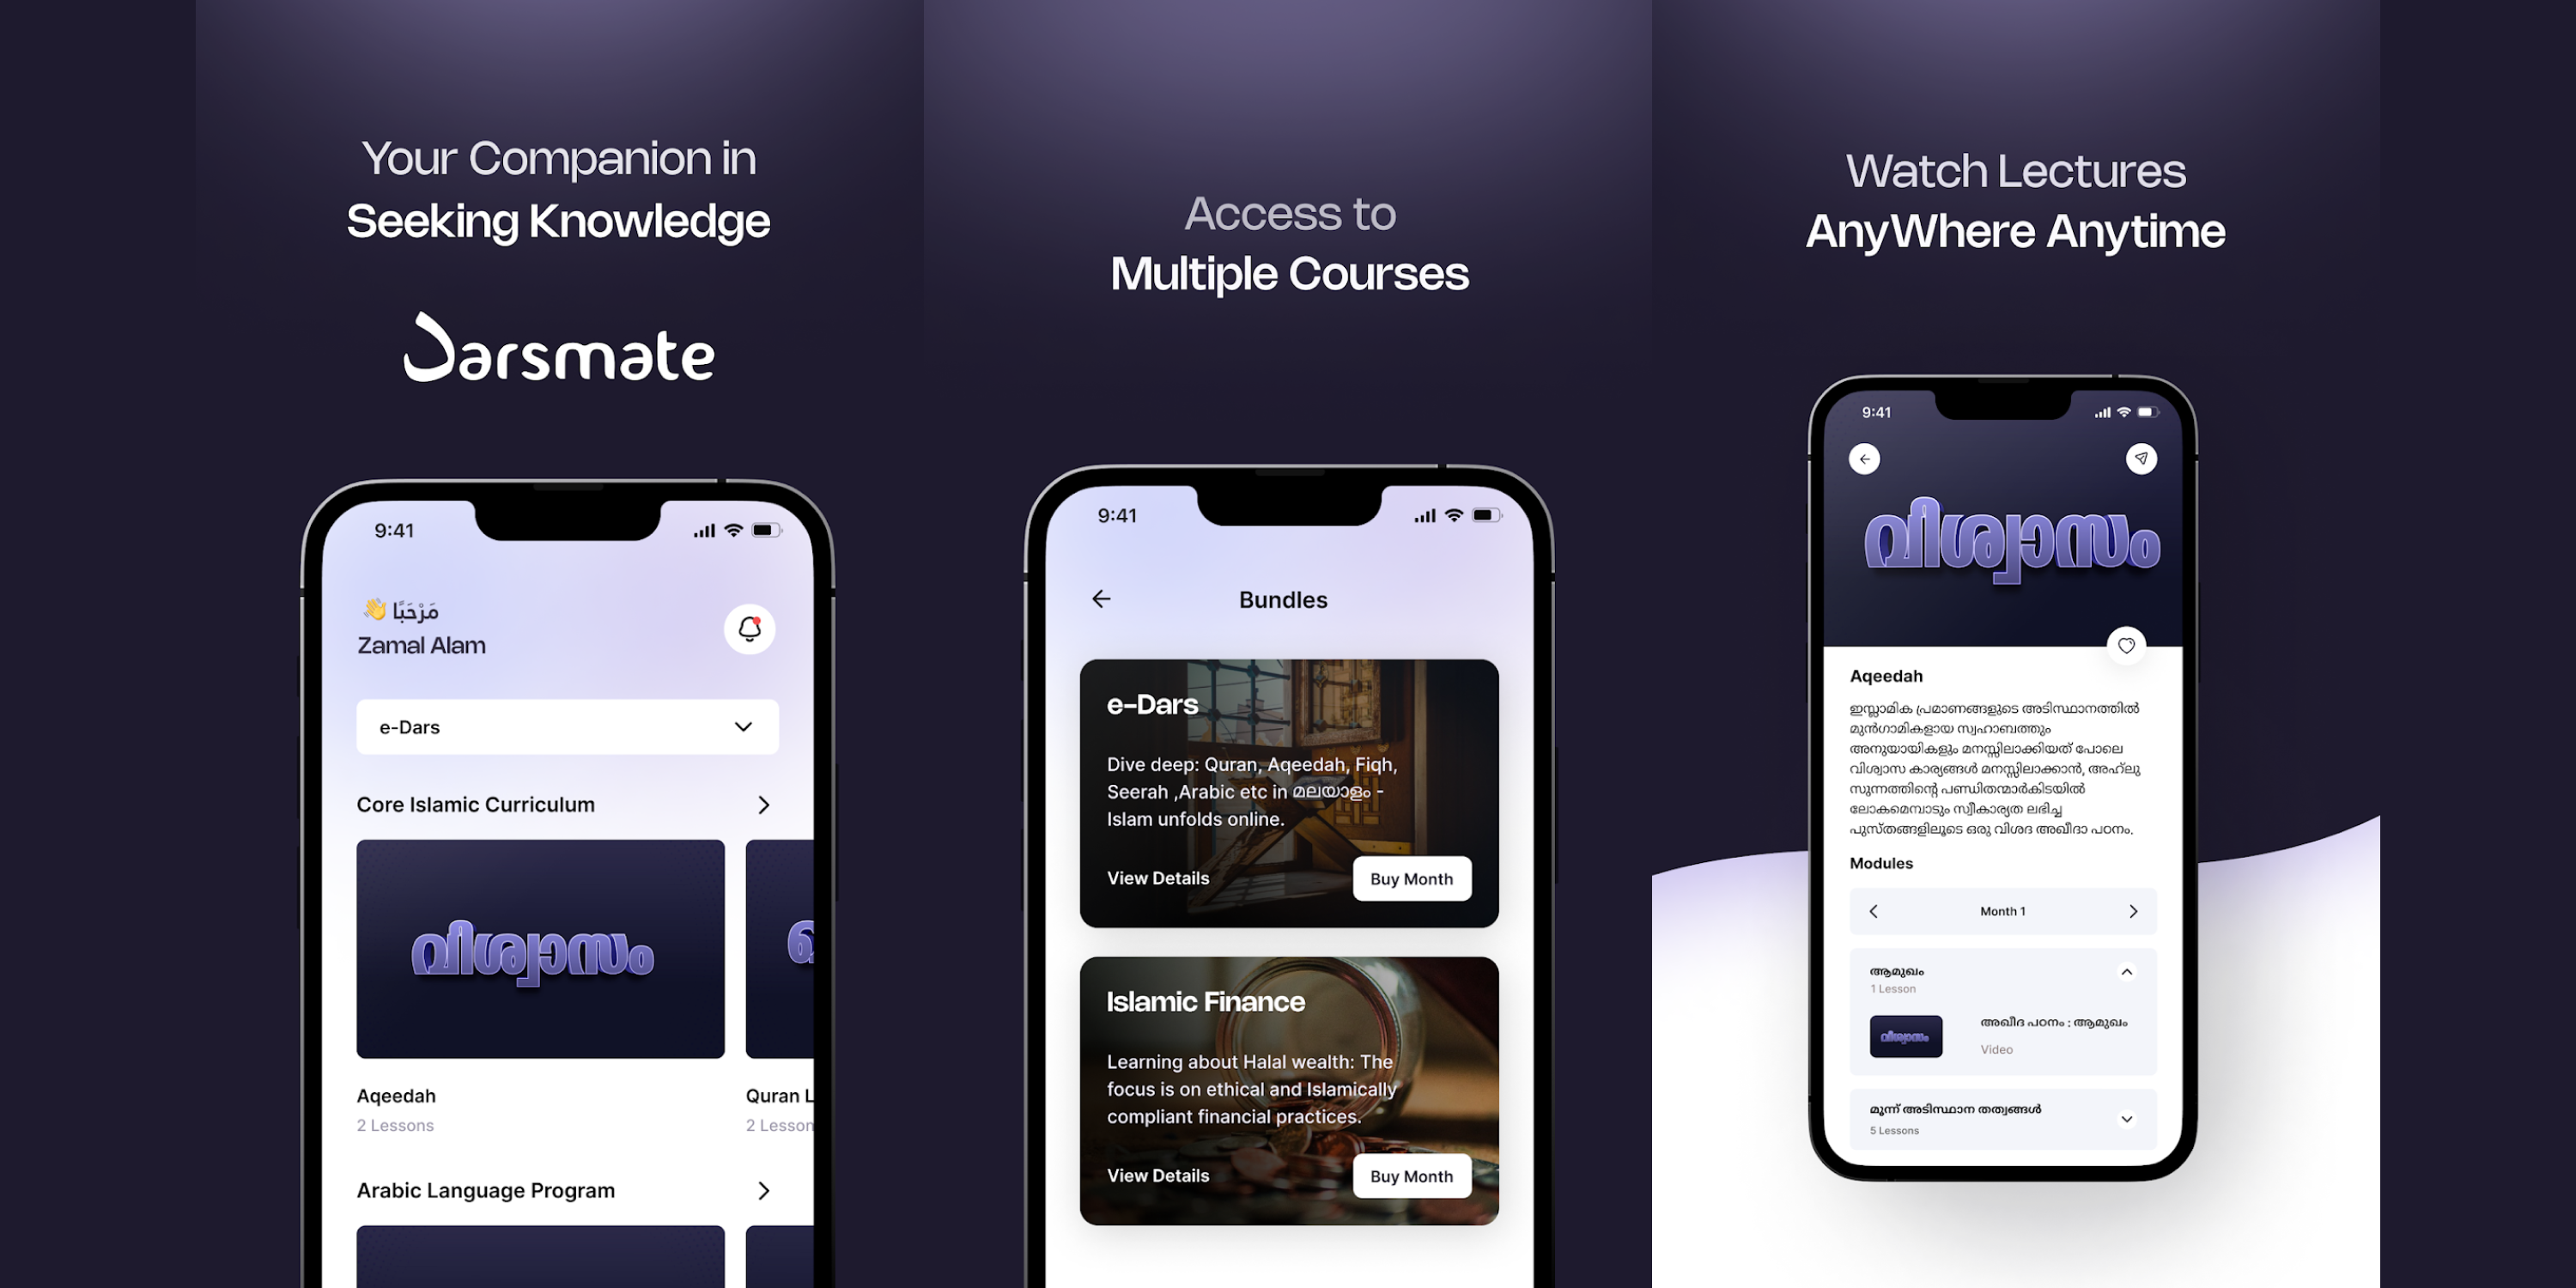 Your Companion in
Seeking Knowledge
Darsmate
9:41
مَرْحَبًا
Zamal Alam
e-Dars
Core Islamic Curriculum
വിശ്വാസം
Aqeedah
2 Lessons
Quran L
2 Lesson
Arabic Language Program
Access to
Multiple Courses
9:41
Bundles
e-Dars
Dive deep: Quran, Aqeedah, Fiqh,
Seerah ,Arabic etc in മലയാളം -
Islam unfolds online.
View Details
Buy Month
Islamic Finance
Learning about Halal wealth: The
focus is on ethical and Islamically
compliant financial practices.
View Details
Buy Month
Watch Lectures
AnyWhere Anytime
9:41
വിശ്വാസം
Aqeedah
ഇസ്ലാമിക പ്രമാണങ്ങളുടെ അടിസ്ഥാനത്തിൽ
മുൻഗാമികളായ സ്വഹാബത്തും
അനുയായികളും മനസ്സിലാക്കിയത് പോലെ
വിശ്വാസ കാര്യങ്ങൾ മനസ്സിലാക്കാൻ, അഹ്ലു
സുന്നത്തിന്റെ പണ്ഡിതന്മാർകിടയിൽ
ലോകമെമ്പാടും സ്വീകാര്യത ലഭിച്ച
പുസ്തങ്ങളിലൂടെ ഒരു വിശദ അഖീദാ പഠനം.
Modules
Month 1
ആമുഖം
1 Lesson
വിശ്വാസം
അഖീദ പഠനം : ആമുഖം
Video
മൂന്ന് അടിസ്ഥാന തത്വങ്ങൾ
5 Lessons